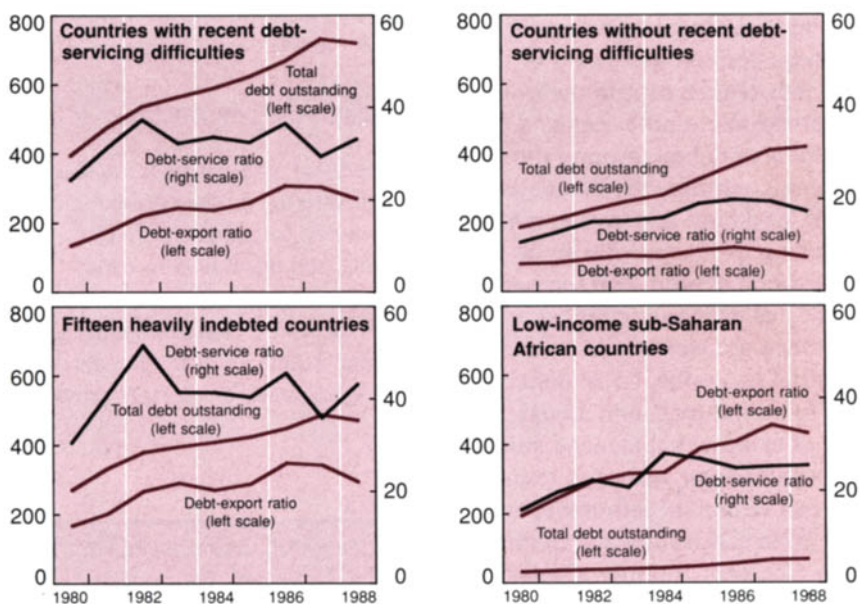 Countries with recent debt-
servicing difficulties
800
600
400
200
0
60
40
20
0
Total
debt outstanding
(left scale)
Debt-service ratio
(right scale)
Debt-export ratio
(left scale)
Countries without recent debt-
servicing difficulties
800
600
400
200
0
60
40
20
0
Total debt outstanding
(left scale)
Debt-service ratio (right scale)
Debt-export ratio (left scale)
Fifteen heavily indebted countries
800
600
400
200
0
60
40
20
0
Debt-service ratio
(right scale)
Total debt outstanding
(left scale)
Debt-export ratio
(left scale)
1980 1982 1984 1986 1988
Low-income sub-Saharan
African countries
800
600
400
200
0
60
40
20
0
Debt-export ratio
(left scale)
Debt-service ratio
(right scale)
Total debt outstanding
(left scale)
1980 1982 1984 1986 1988